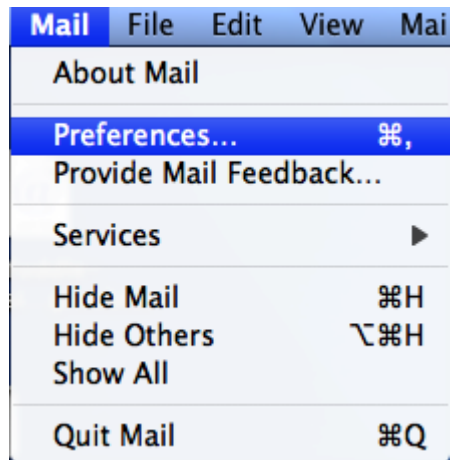 Mail File Edit View Mai
About Mail
Preferences... ⌘,
Provide Mail Feedback...
Services ▶
Hide Mail ⌘H
Hide Others ⌥⌘H
Show All
Quit Mail ⌘Q